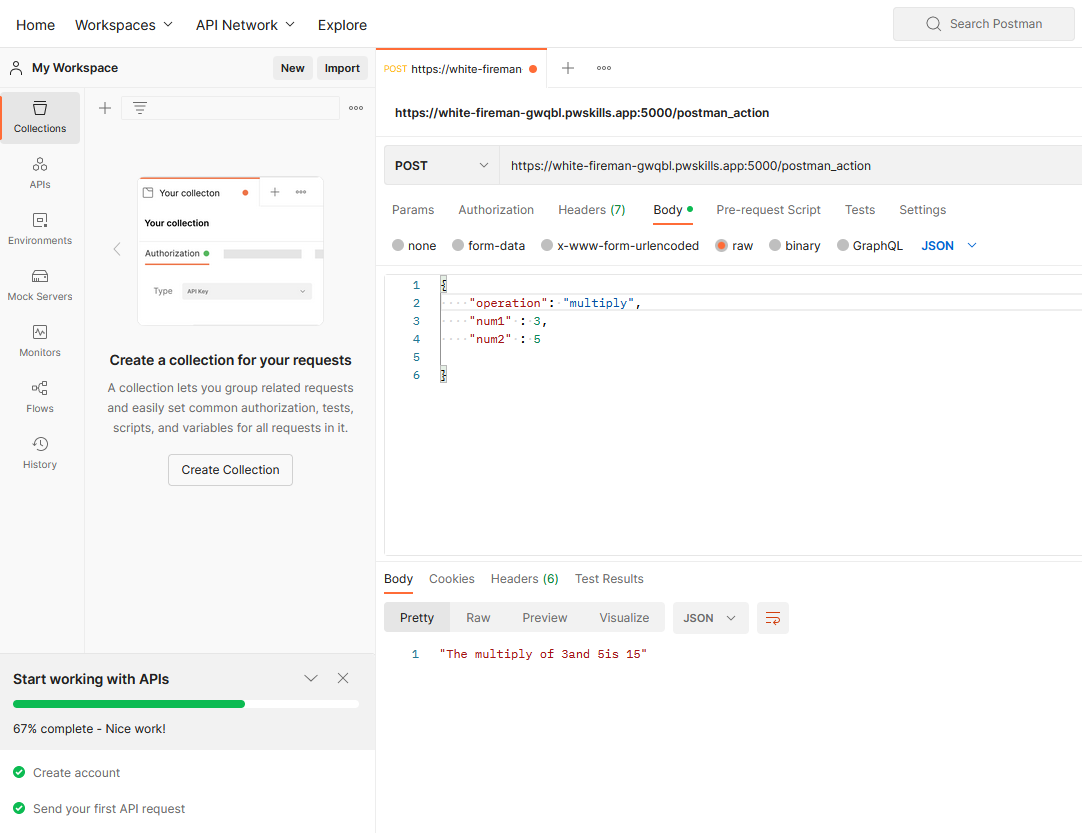 Home Workspaces API Network Explore Search Postman
My Workspace New Import
POST https://white-fireman
Collections
APIs
Environments
Mock Servers
Monitors
Flows
History
Your collecton
Your collection
Authorization
Type API Key
Create a collection for your requests
A collection lets you group related requests
and easily set common authorization, tests,
scripts, and variables for all requests in it.
Create Collection
Start working with APIs
67% complete - Nice work!
Create account
Send your first API request
https://white-fireman-gwqbl.pwskills.app:5000/postman_action
POST https://white-fireman-gwqbl.pwskills.app:5000/postman_action
Params Authorization Headers (7) Body Pre-request Script Tests Settings
none form-data x-www-form-urlencoded raw binary GraphQL JSON
1 {
2 "operation": "multiply",
3 "num1" : 3,
4 "num2" : 5
5
6 }
Body Cookies Headers (6) Test Results
Pretty Raw Preview Visualize JSON
1 "The multiply of 3and 5is 15"